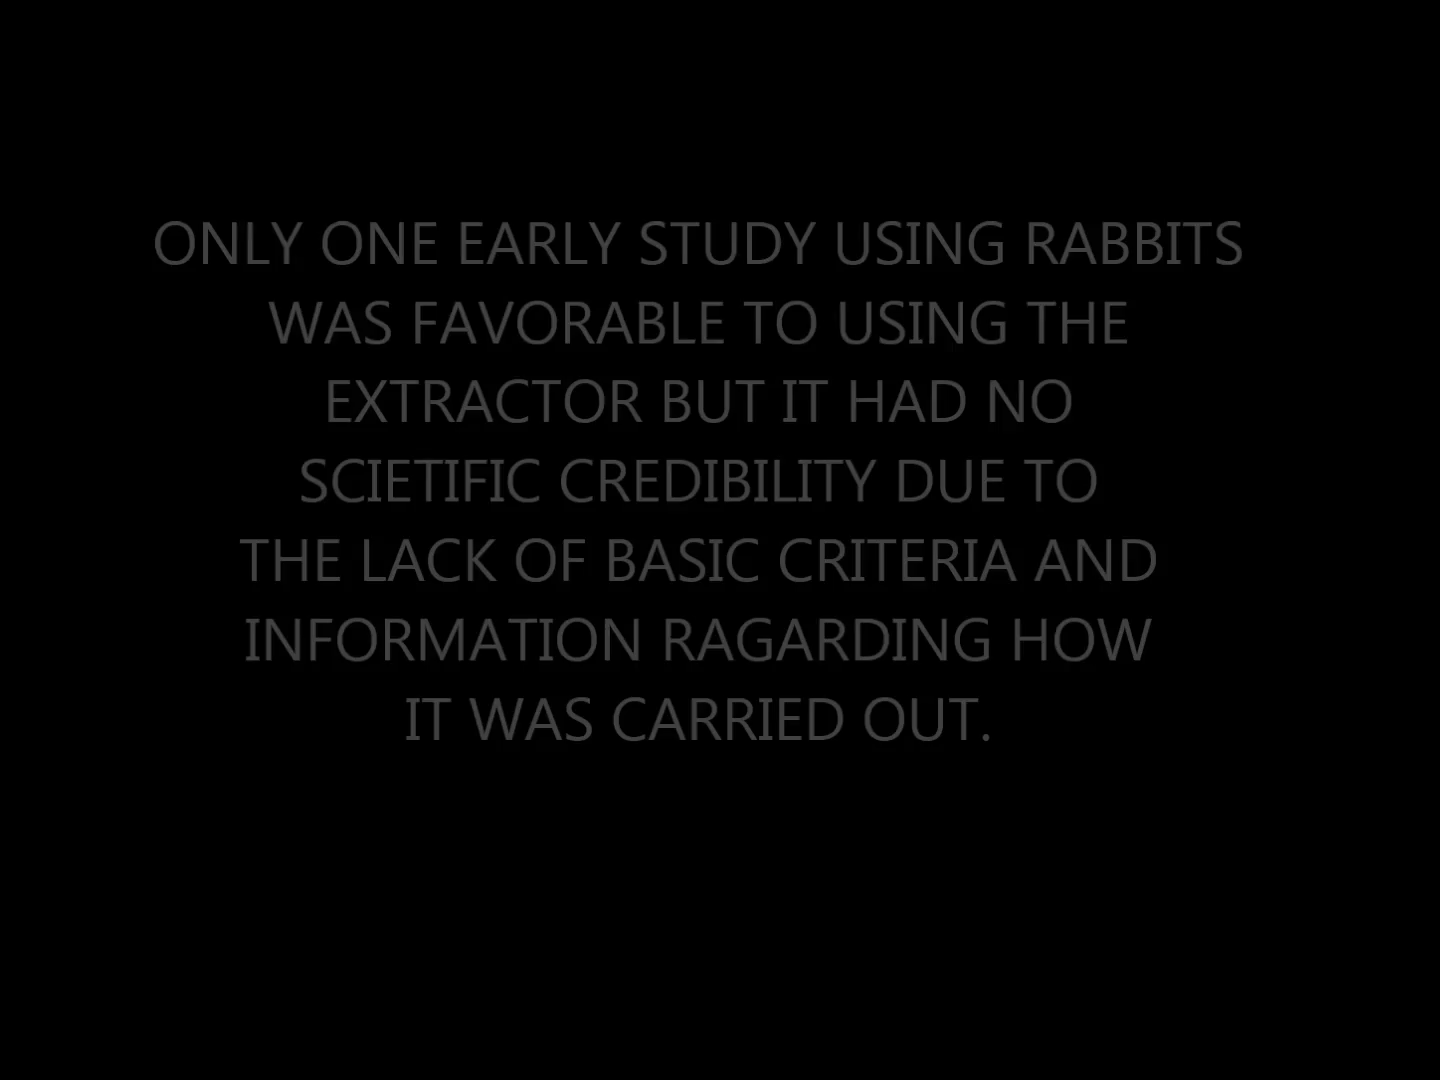 ONLY ONE EARLY STUDY USING RABBITS
WAS FAVORABLE TO USING THE
EXTRACTOR BUT IT HAD NO
SCIETIFIC CREDIBILITY DUE TO
THE LACK OF BASIC CRITERIA AND
INFORMATION RAGARDING HOW
IT WAS CARRIED OUT.